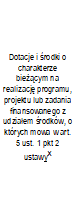 Dotacje i środki o
charakterze
bieżącym na
realizację programu,
projektu lub zadania
finansowanego z
udziałem środków, o
których mowa w art.
5 ust. 1 pkt 2
ustawy x